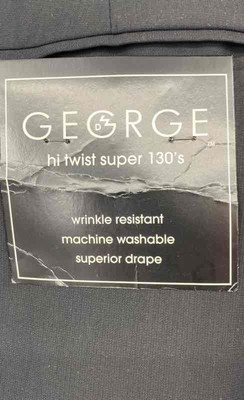 GEORGE
hi twist super 130's
wrinkle resistant
machine washable
superior drape